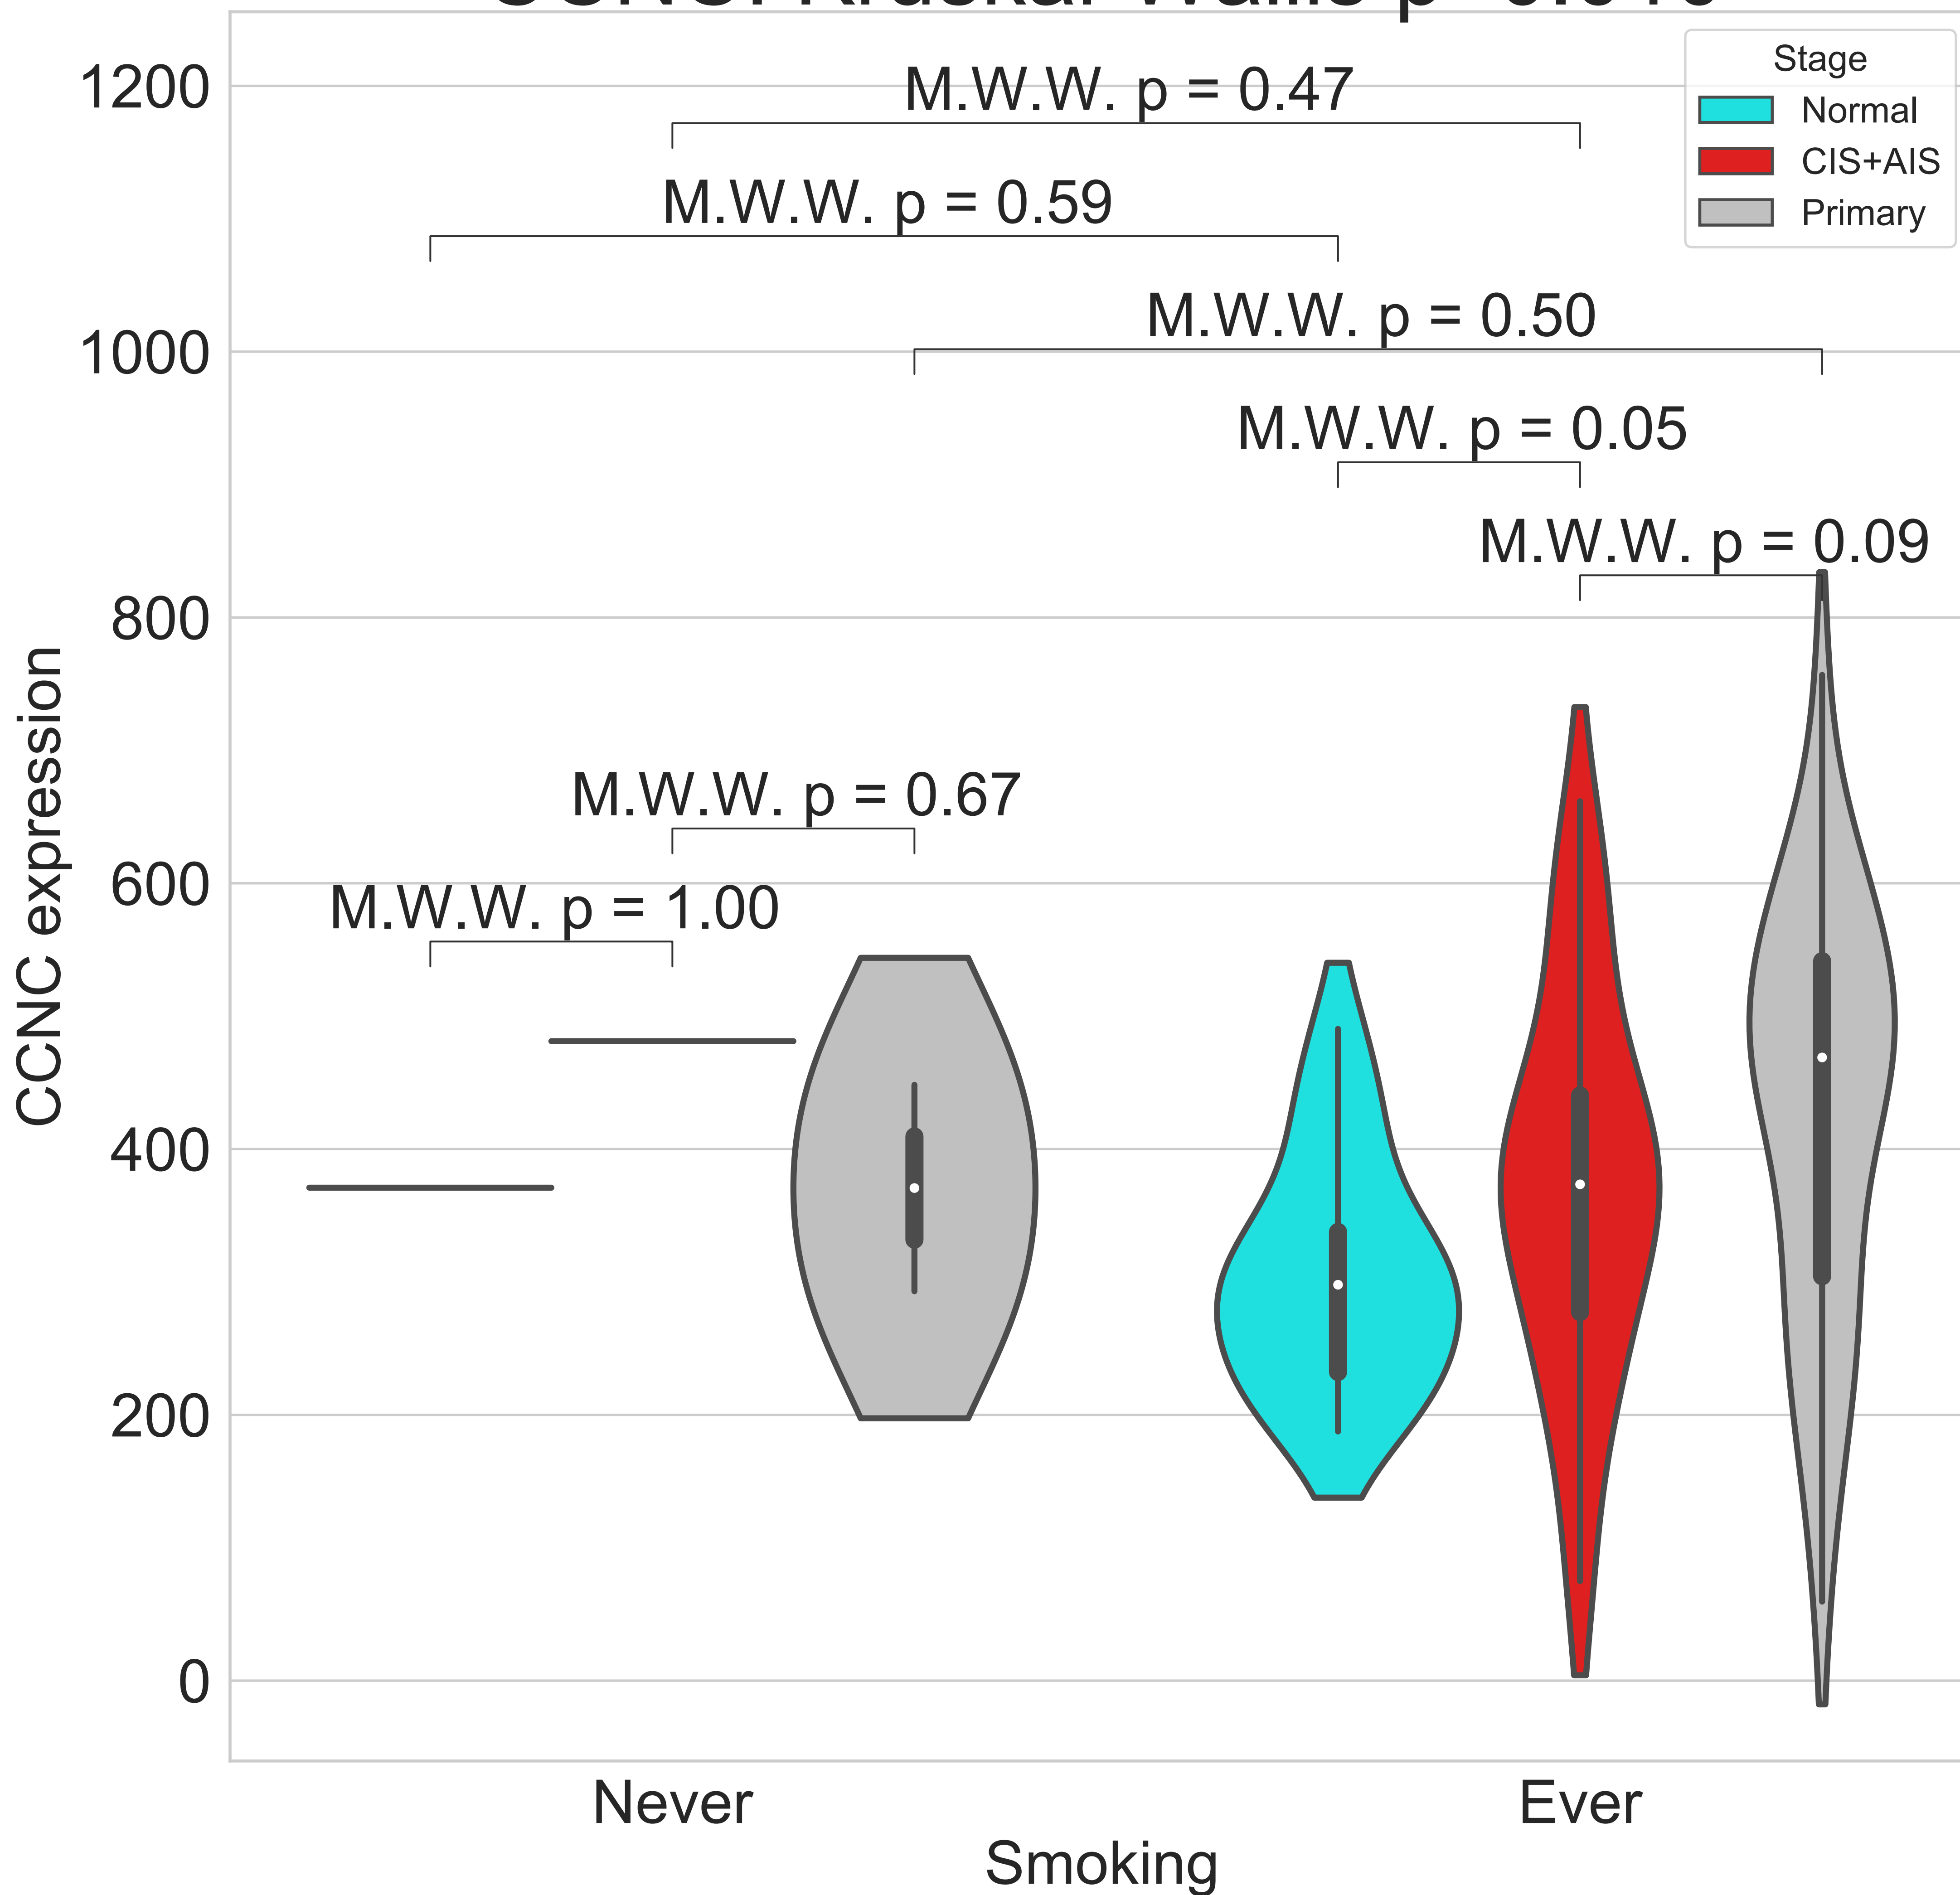 Stage
Normal
CIS+AIS
Primary
M.W.W. p = 0.47
M.W.W. p = 0.59
M.W.W. p = 0.50
M.W.W. p = 0.05
M.W.W. p = 0.09
M.W.W. p = 0.67
M.W.W. p = 1.00
1200
1000
800
600
400
200
0
CCNC expression
Never
Ever
Smoking